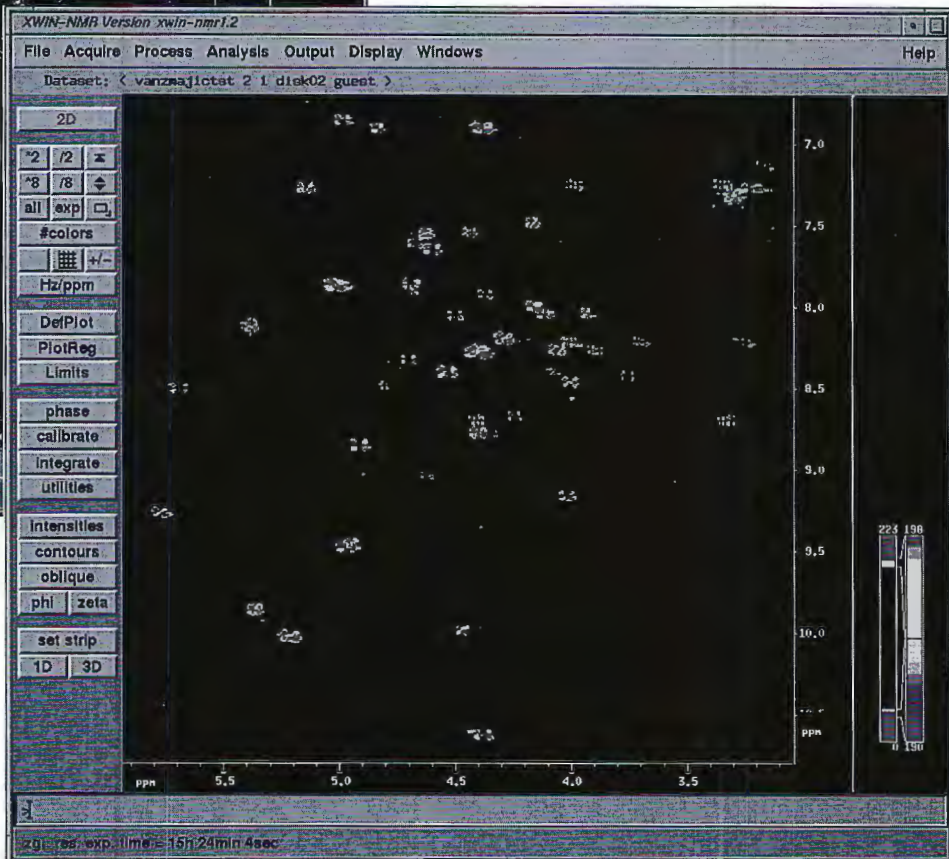 XWIN-NMR Version xwin-nmr1.2
File Acquire Process Analysis Output Display Windows Help
Dataset: < vanzmajictat 2 1 disk02 guest >
2D
*2 /2
^8 /8
all exp
#colors
+/-
Hz/ppm
DefPlot
PlotReg
Limits
phase
calibrate
integrate
utilities
intensities
contours
oblique
phi zeta
set strip
1D 3D
7.0
7.5
8.0
8.5
9.0
9.5
10.0
ppm
223 198
0 190
ppm 5.5 5.0 4.5 4.0 3.5
zg: res. exp. time = 15h 24min 4sec